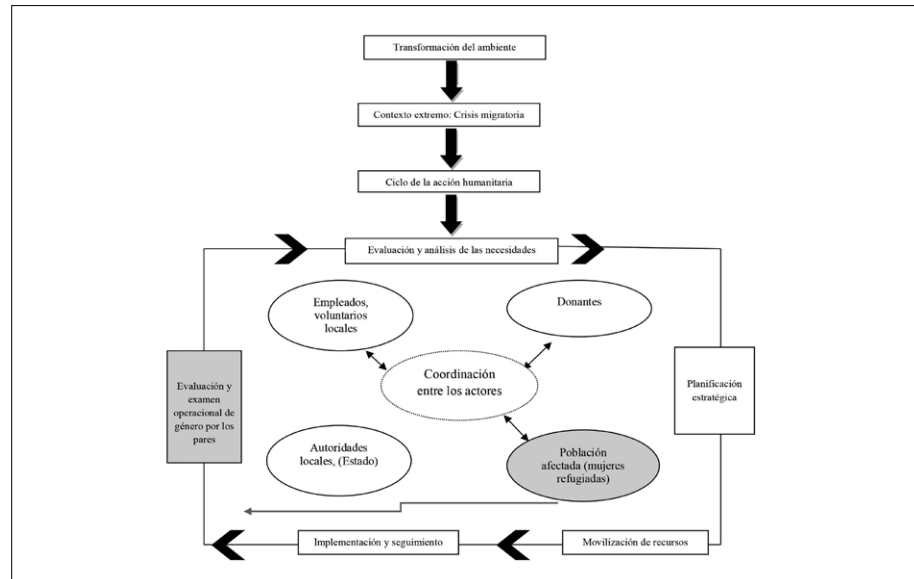 Transformación del ambiente
Contexto extremo: Crisis migratoria
Ciclo de la acción humanitaria
Evaluación y análisis de las necesidades
Empleados,
voluntarios
locales
Donantes
Coordinación
entre los actores
Evaluación y
examen
operacional de
género por los
pares
Planificación
estratégica
Autoridades
locales, (Estado)
Población
afectada (mujeres
refugiadas)
Implementación y seguimiento
Movilización de recursos